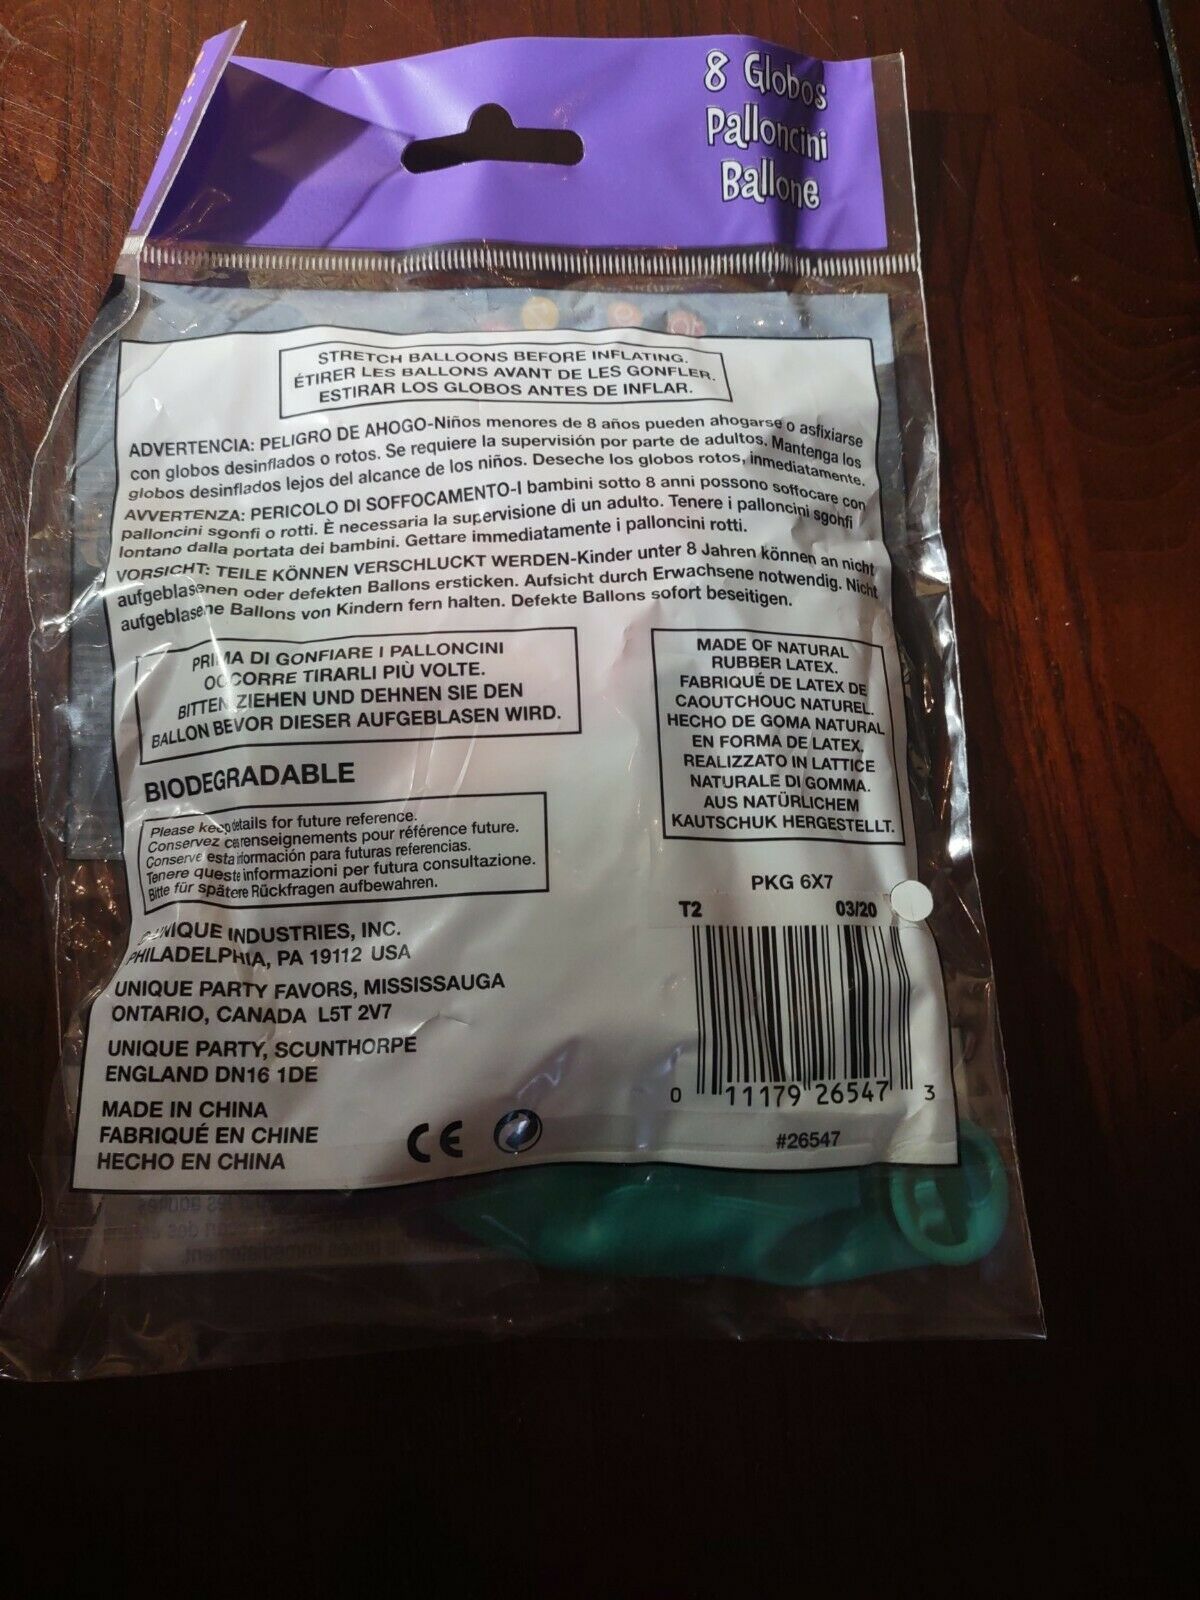 8 Globos
Palloncini
Ballone
STRETCH BALLOONS BEFORE INFLATING.
ÉTIRER LES BALLONS AVANT DE LES GONFLER.
ESTIRAR LOS GLOBOS ANTES DE INFLAR.
ADVERTENCIA: PELIGRO DE AHOGO-Niños menores de 8 años pueden ahogarse o asfixiarse
con globos desinflados o rotos. Se requiere la supervisión por parte de adultos. Mantenga los
globos desinflados lejos del alcance de los niños. Deseche los globos rotos, inmediatamente.
AVVERTENZA: PERICOLO DI SOFFOCAMENTO-I bambini sotto 8 anni possono soffocare con
palloncini sgonfi o rotti. È necessaria la supervisione di un adulto. Tenere i palloncini sgonfi
lontano dalla portata dei bambini. Gettare immediatamente i palloncini rotti.
VORSICHT: TEILE KÖNNEN VERSCHLUCKT WERDEN-Kinder unter 8 Jahren können an nicht
aufgeblasenen oder defekten Ballons ersticken. Aufsicht durch Erwachsene notwendig. Nicht
aufgeblasene Ballons von Kindern fern halten. Defekte Ballons sofort beseitigen.
PRIMA DI GONFIARE I PALLONCINI
OCCORRE TIRARLI PIÙ VOLTE.
BITTEN ZIEHEN UND DEHNEN SIE DEN
BALLON BEVOR DIESER AUFGEBLASEN WIRD.
MADE OF NATURAL
RUBBER LATEX.
FABRIQUÉ DE LATEX DE
CAOUTCHOUC NATUREL.
HECHO DE GOMA NATURAL
EN FORMA DE LATEX.
REALIZZATO IN LATTICE
NATURALE DI GOMMA.
AUS NATÜRLICHEM
KAUTSCHUK HERGESTELLT.
BIODEGRADABLE
Please keep details for future reference.
Conservez ces renseignements pour référence future.
Conserve esta información para futuras referencias.
Tenere queste informazioni per futura consultazione.
Bitte für spätere Rückfragen aufbewahren.
UNIQUE INDUSTRIES, INC.
PHILADELPHIA, PA 19112 USA
UNIQUE PARTY FAVORS, MISSISSAUGA
ONTARIO, CANADA L5T 2V7
UNIQUE PARTY, SCUNTHORPE
ENGLAND DN16 1DE
MADE IN CHINA
FABRIQUÉ EN CHINE
HECHO EN CHINA
CE
PKG 6X7
T2 03/20
0 11179 26547 3
#26547